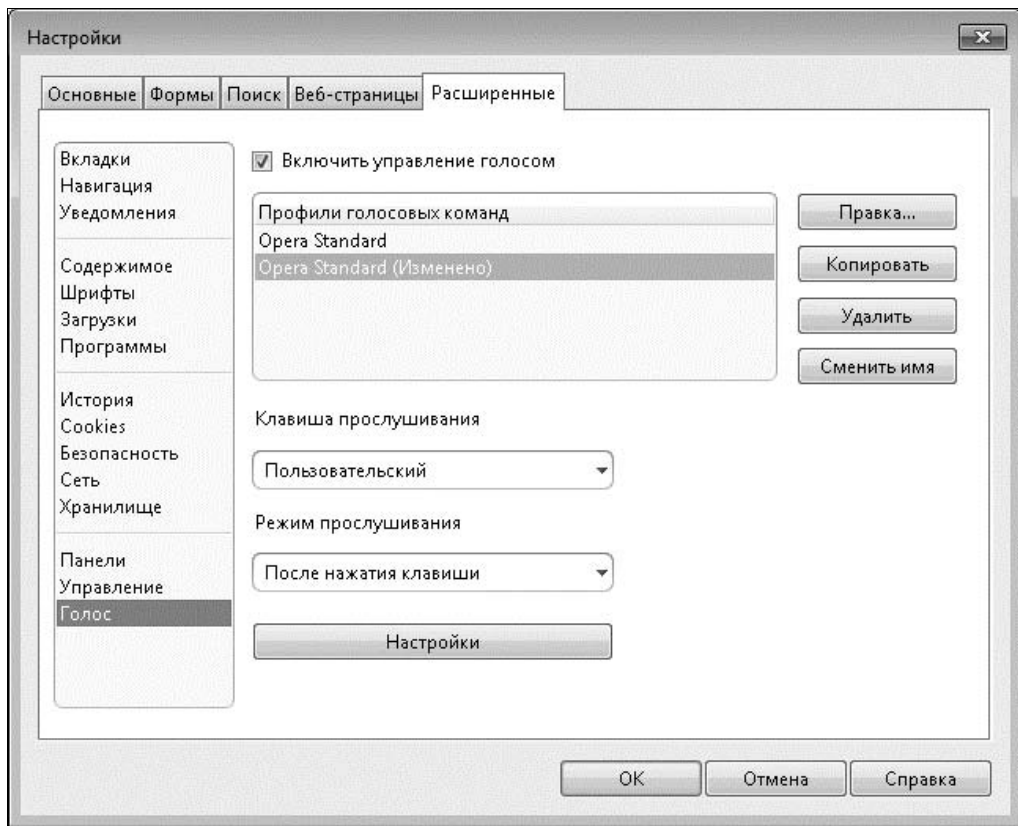 Настройки
Основные Формы Поиск Веб-страницы Расширенные
Вкладки
Навигация
Уведомления
Содержимое
Шрифты
Загрузки
Программы
История
Cookies
Безопасность
Сеть
Хранилище
Панели
Управление
Голос
Включить управление голосом
Профили голосовых команд
Opera Standard
Opera Standard (Изменено)
Правка...
Копировать
Удалить
Сменить имя
Клавиша прослушивания
Пользовательский
Режим прослушивания
После нажатия клавиши
Настройки
OK Отмена Справка